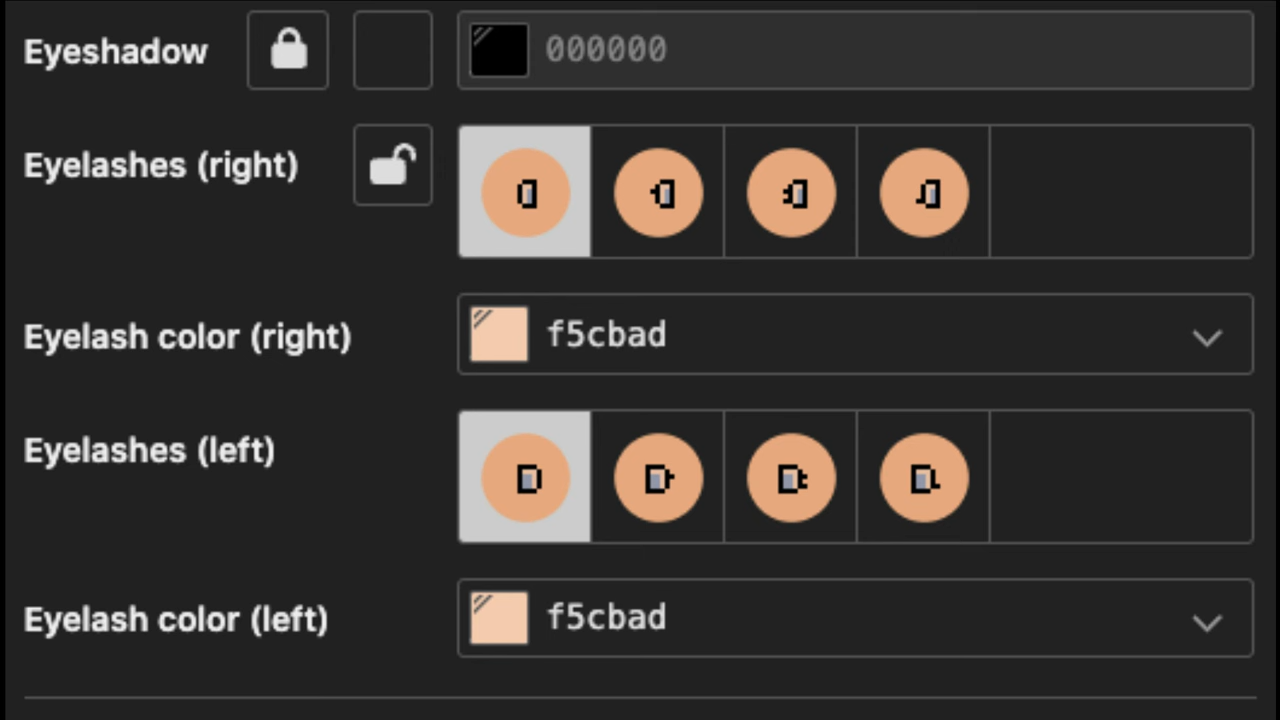 Eyeshadow 000000
Eyelashes (right)
Eyelash color (right) f5cbad
Eyelashes (left)
Eyelash color (left) f5cbad